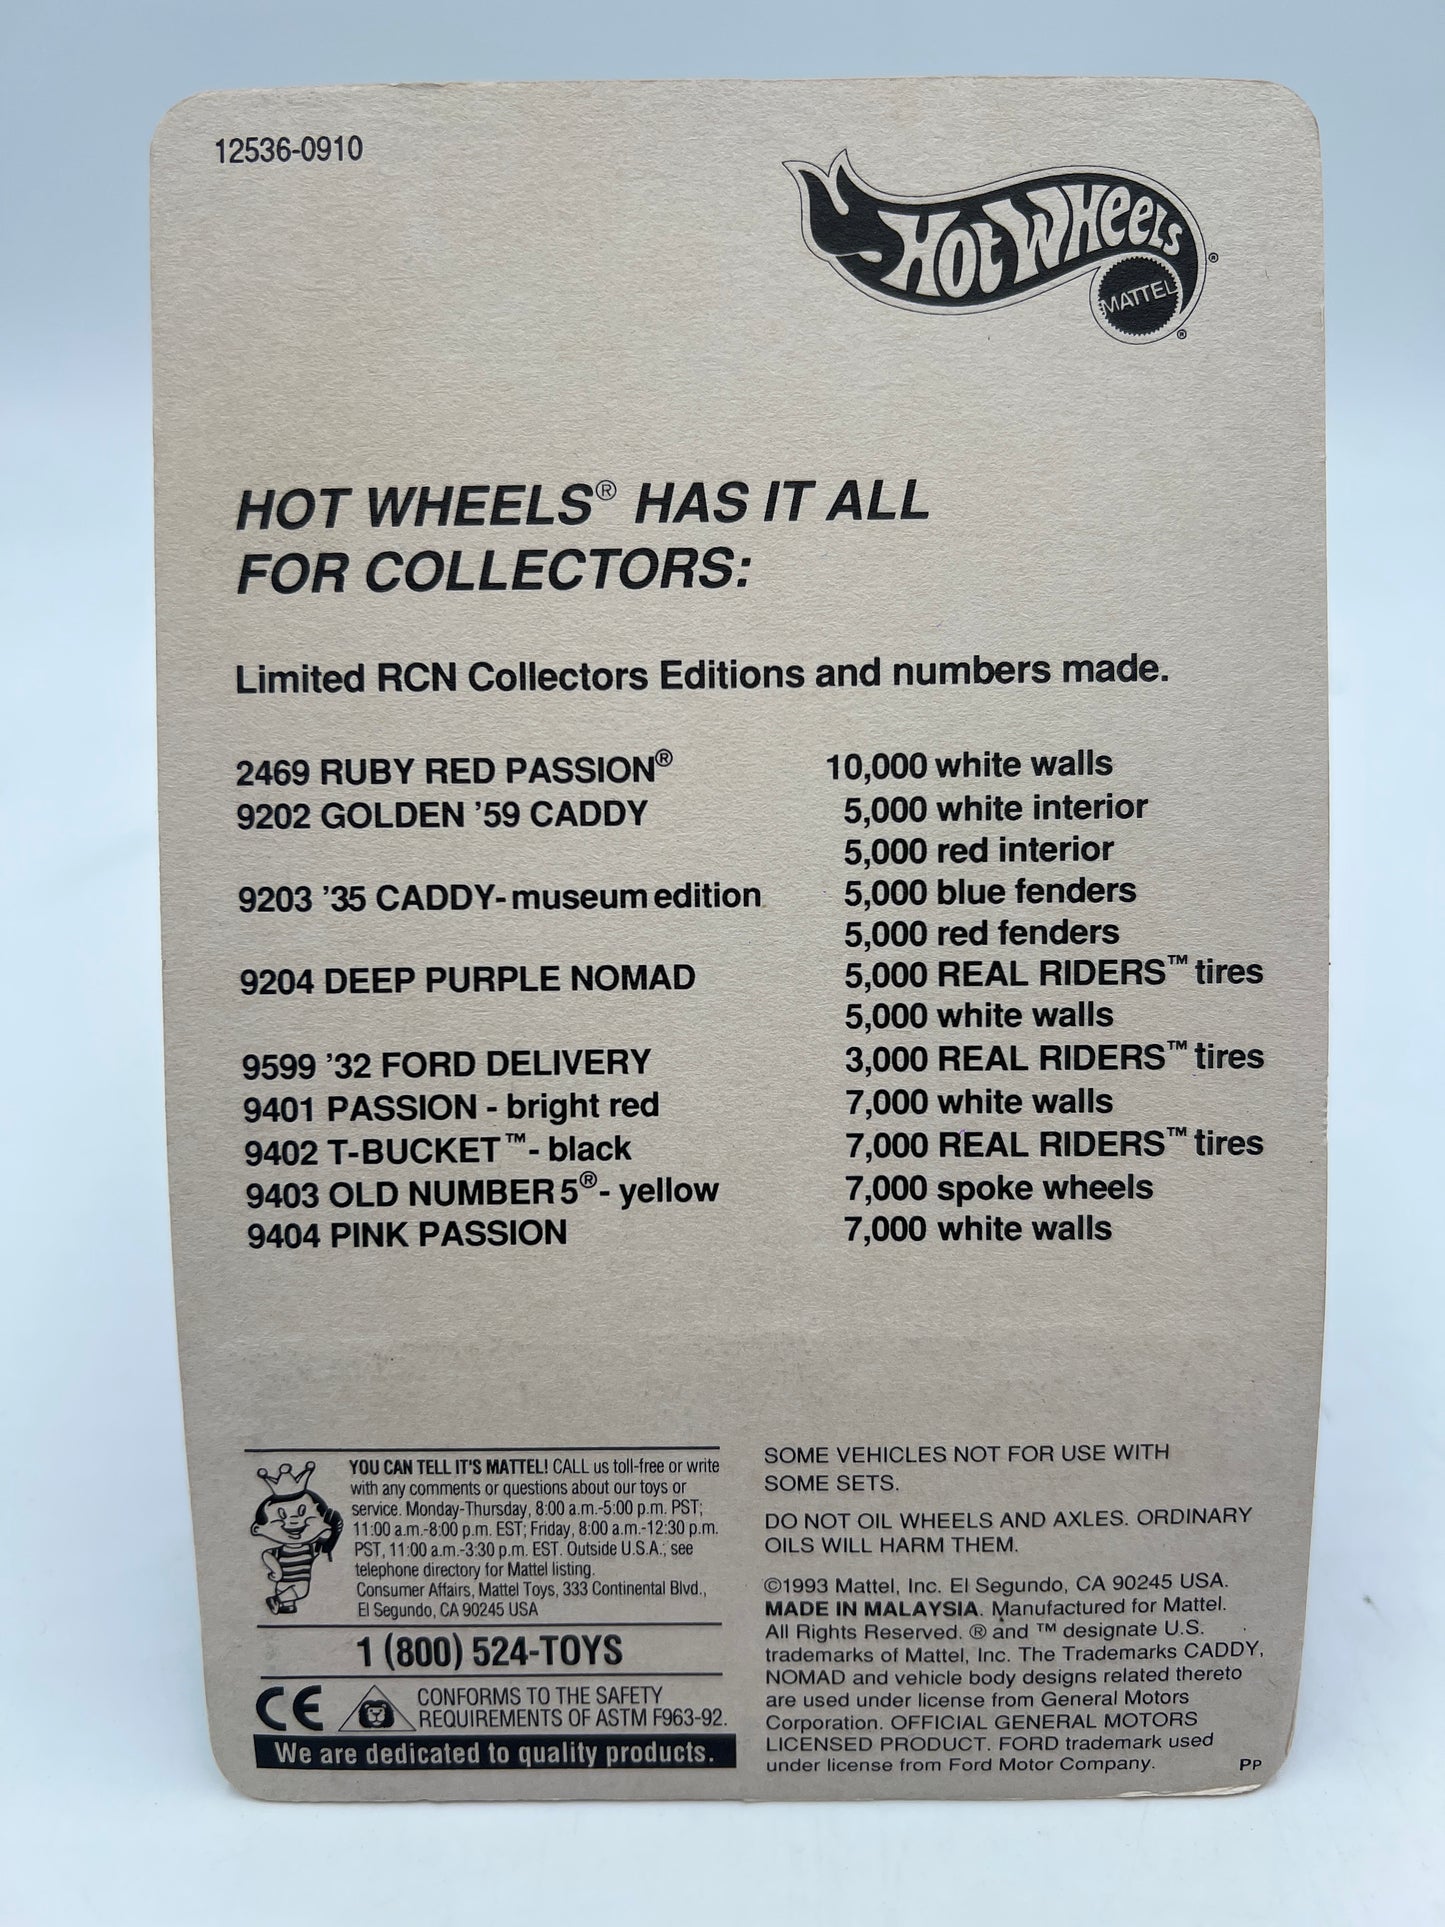 12536-0910
HOT WHEELS®
MATTEL®
HOT WHEELS® HAS IT ALL
FOR COLLECTORS:
Limited RCN Collectors Editions and numbers made.
2469 RUBY RED PASSION® 10,000 white walls
9202 GOLDEN '59 CADDY 5,000 white interior
5,000 red interior
9203 '35 CADDY- museum edition 5,000 blue fenders
5,000 red fenders
9204 DEEP PURPLE NOMAD 5,000 REAL RIDERS™ tires
5,000 white walls
9599 '32 FORD DELIVERY 3,000 REAL RIDERS™ tires
9401 PASSION - bright red 7,000 white walls
9402 T-BUCKET™- black 7,000 REAL RIDERS™ tires
9403 OLD NUMBER 5®- yellow 7,000 spoke wheels
9404 PINK PASSION 7,000 white walls
YOU CAN TELL IT'S MATTEL! CALL us toll-free or write
with any comments or questions about our toys or
service. Monday-Thursday, 8:00 a.m.-5:00 p.m. PST;
11:00 a.m.-8:00 p.m. EST; Friday, 8:00 a.m.-12:30 p.m.
PST, 11:00 a.m.-3:30 p.m. EST. Outside U.S.A., see
telephone directory for Mattel listing.
Consumer Affairs, Mattel Toys, 333 Continental Blvd.,
El Segundo, CA 90245 USA
1 (800) 524-TOYS
CE CONFORMS TO THE SAFETY
REQUIREMENTS OF ASTM F963-92.
We are dedicated to quality products.
SOME VEHICLES NOT FOR USE WITH
SOME SETS.
DO NOT OIL WHEELS AND AXLES. ORDINARY
OILS WILL HARM THEM.
©1993 Mattel, Inc. El Segundo, CA 90245 USA.
MADE IN MALAYSIA. Manufactured for Mattel.
All Rights Reserved. ® and ™ designate U.S.
trademarks of Mattel, Inc. The Trademarks CADDY,
NOMAD and vehicle body designs related thereto
are used under license from General Motors
Corporation. OFFICIAL GENERAL MOTORS
LICENSED PRODUCT. FORD trademark used
under license from Ford Motor Company.
PP